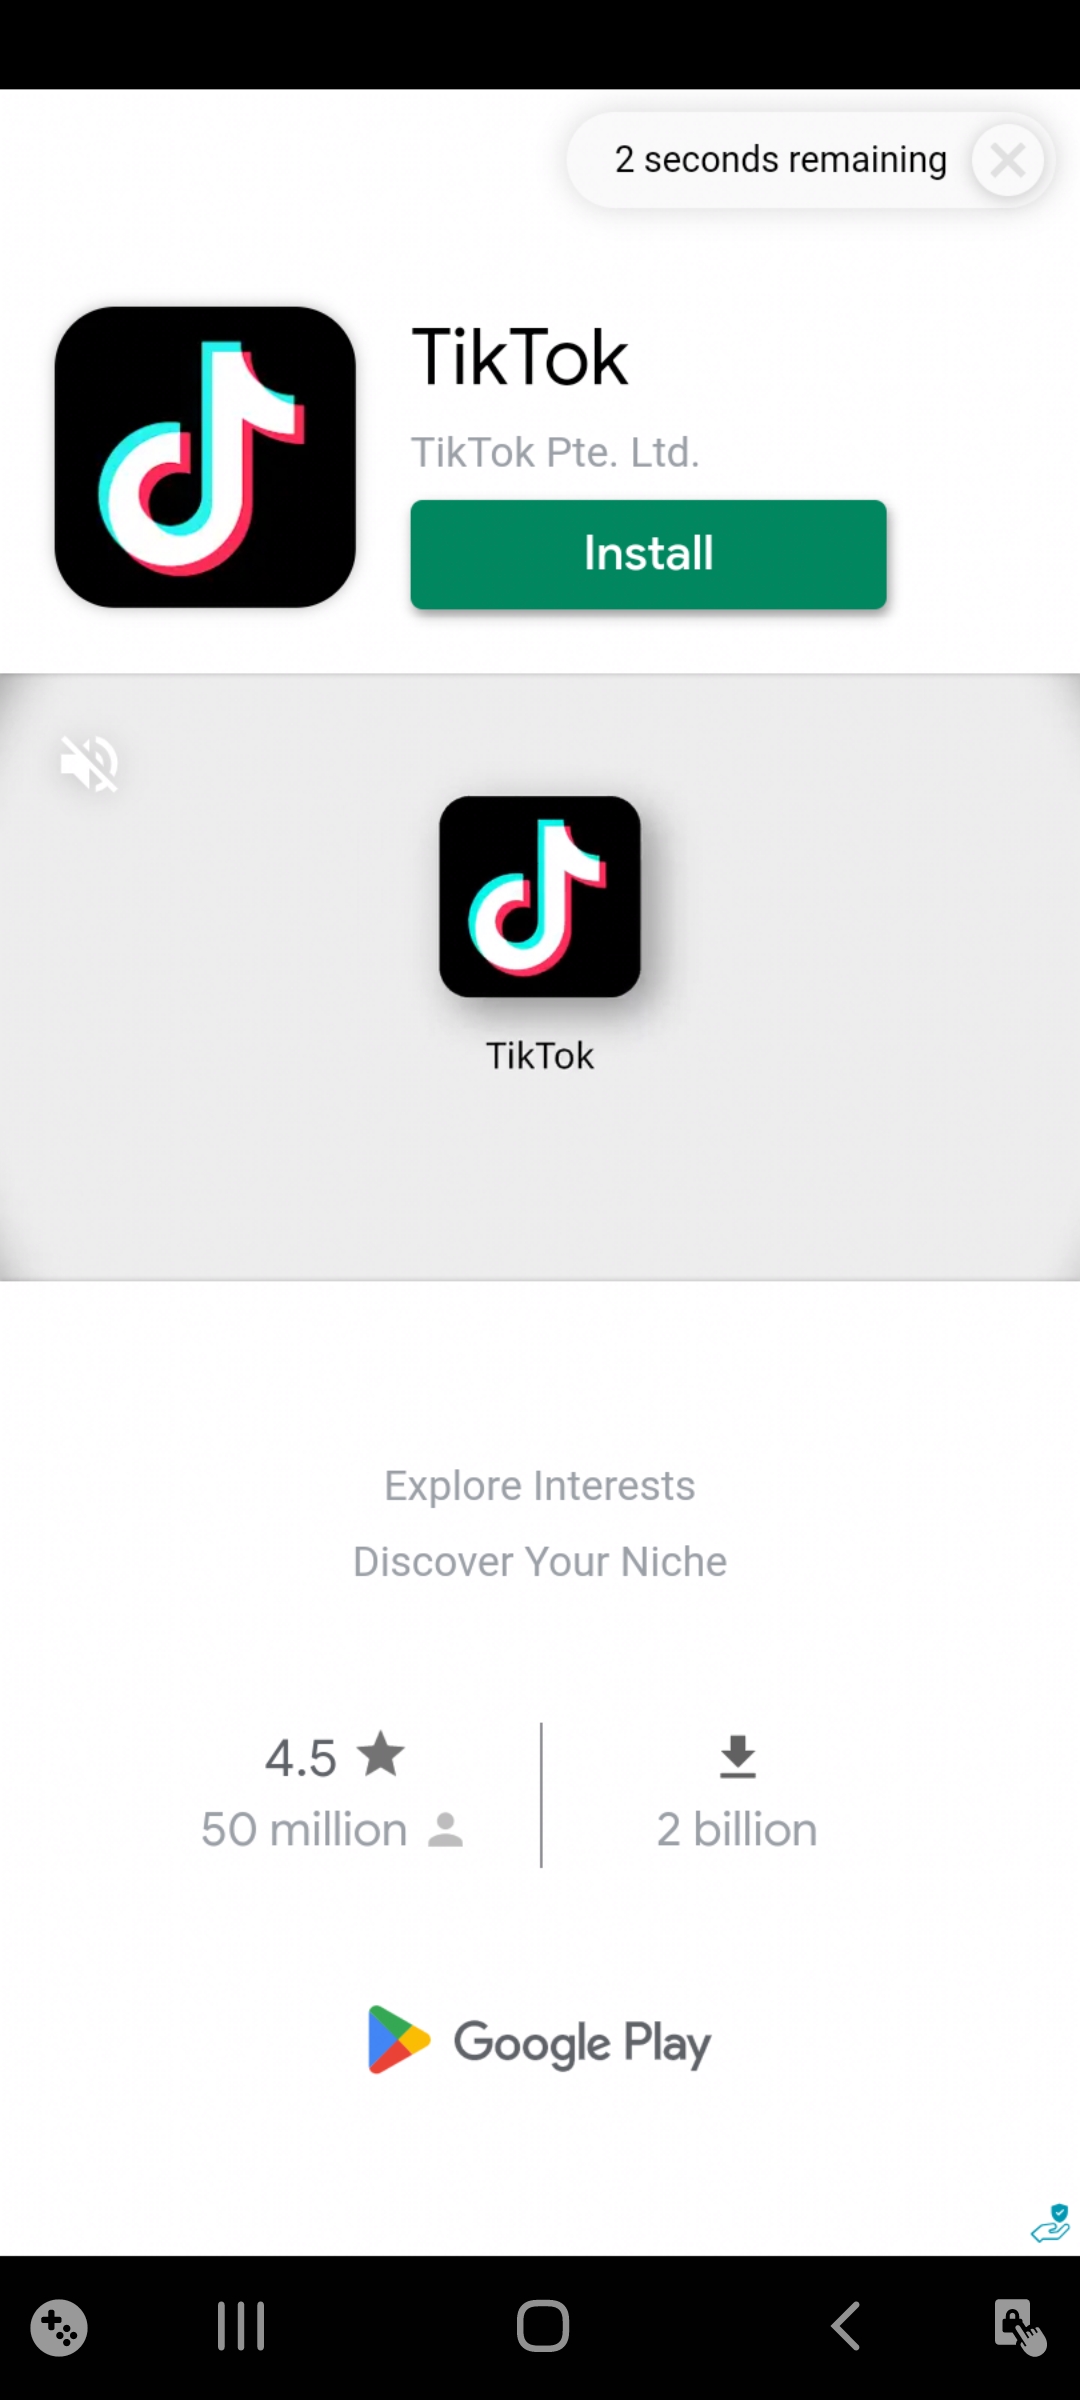 2 seconds remaining
TikTok
TikTok Pte. Ltd.
Install
TikTok
Explore Interests
Discover Your Niche
4.5
50 million
2 billion
Google Play